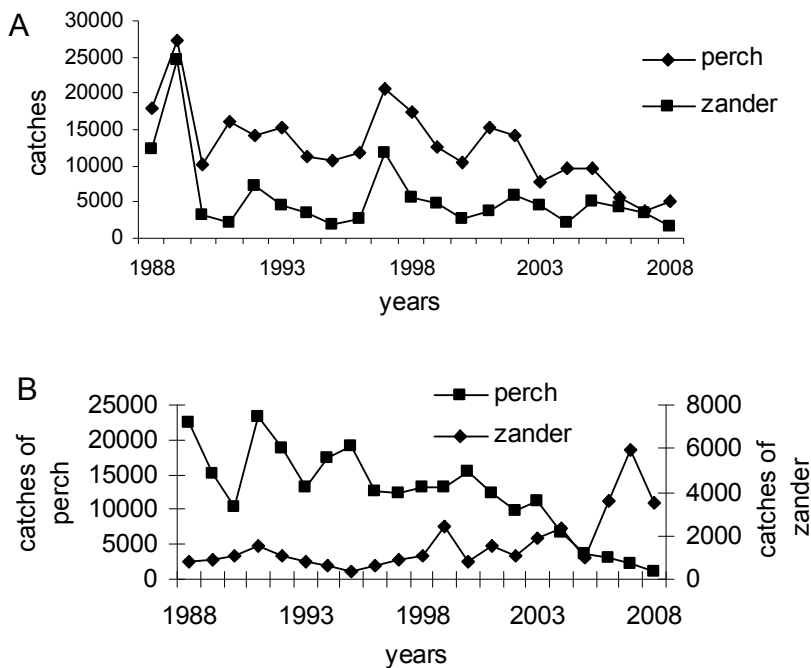 A
30000
25000
20000
15000
10000
5000
0
catches
perch
zander
1988 1993 1998 2003 2008
years
B
perch
zander
25000
20000
15000
10000
5000
0
catches of
perch
8000
6000
4000
2000
0
catches of
zander
1988 1993 1998 2003 2008
years